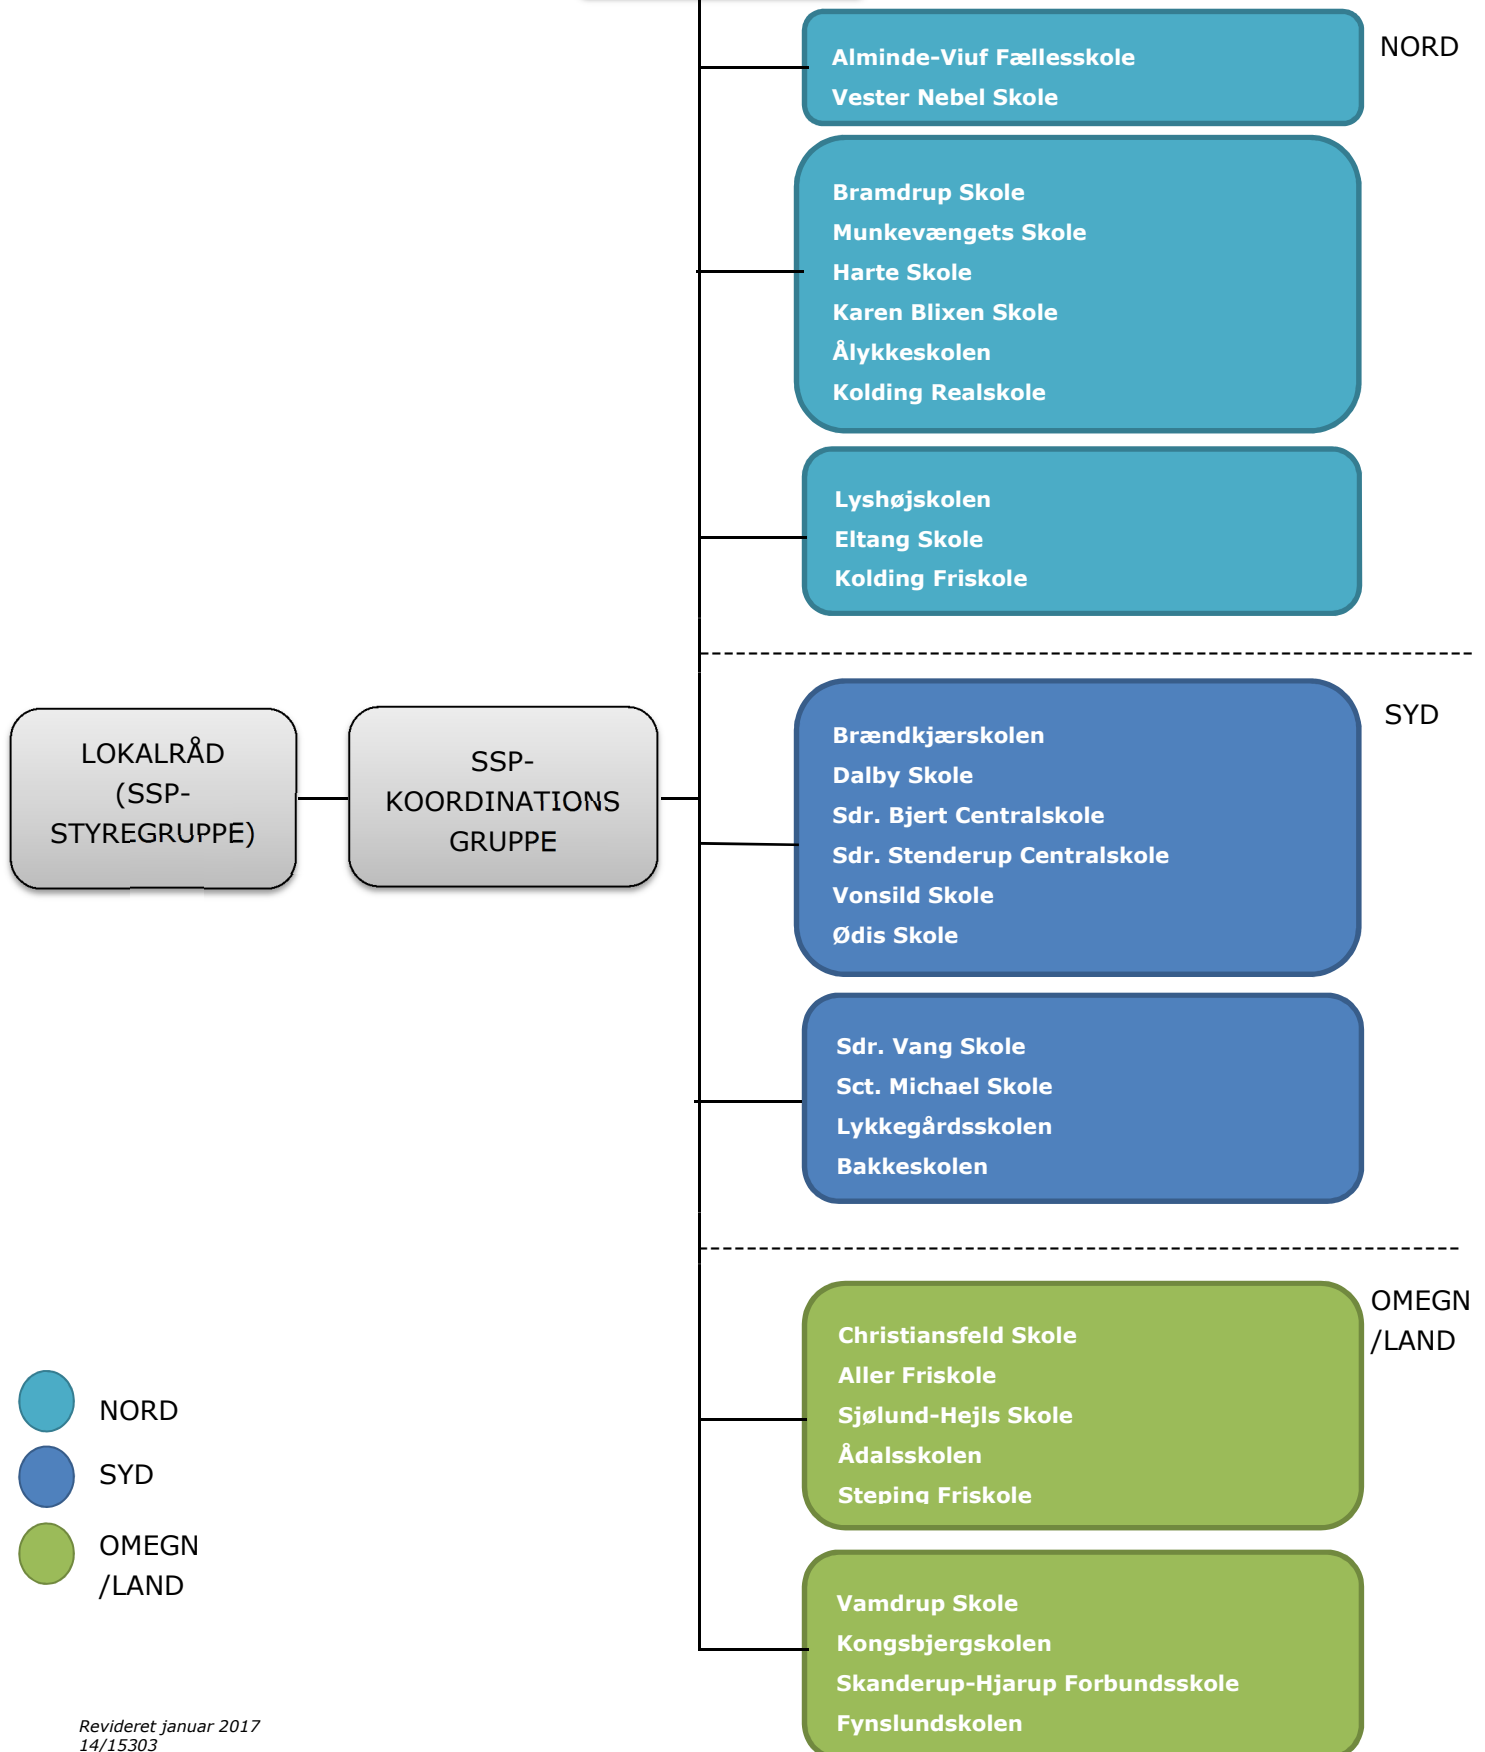 NORD
Alminde-Viuf Fællesskole
Vester Nebel Skole
Bramdrup Skole
Munkevængets Skole
Harte Skole
Karen Blixen Skole
Ålykkeskolen
Kolding Realskole
Lyshøjskolen
Eltang Skole
Kolding Friskole
LOKALRÅD
(SSP-
STYREGRUPPE)
SSP-
KOORDINATIONS
GRUPPE
SYD
Brændkjærskolen
Dalby Skole
Sdr. Bjert Centralskole
Sdr. Stenderup Centralskole
Vonsild Skole
Ødis Skole
Sdr. Vang Skole
Sct. Michael Skole
Lykkegårdsskolen
Bakkeskolen
OMEGN
/LAND
Christiansfeld Skole
Aller Friskole
Sjølund-Hejls Skole
Ådalsskolen
Steping Friskole
Vamdrup Skole
Kongsbjergskolen
Skanderup-Hjarup Forbundsskole
Fynslundskolen
NORD
SYD
OMEGN
/LAND
Revideret januar 2017
14/15303